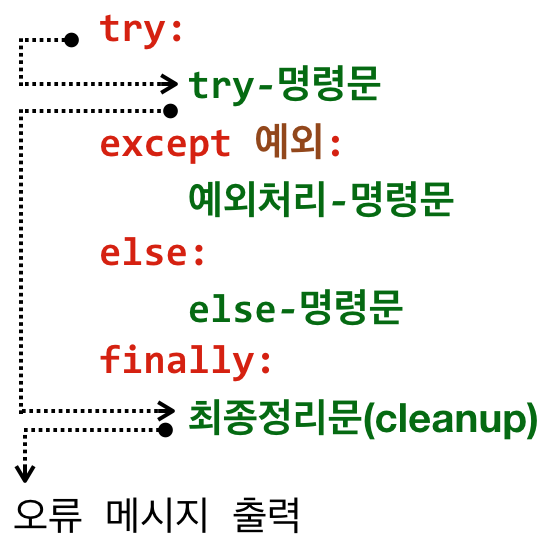 try:
try-명령문
except 예외:
예외처리-명령문
else:
else-명령문
finally:
최종정리문(cleanup)
오류 메시지 출력